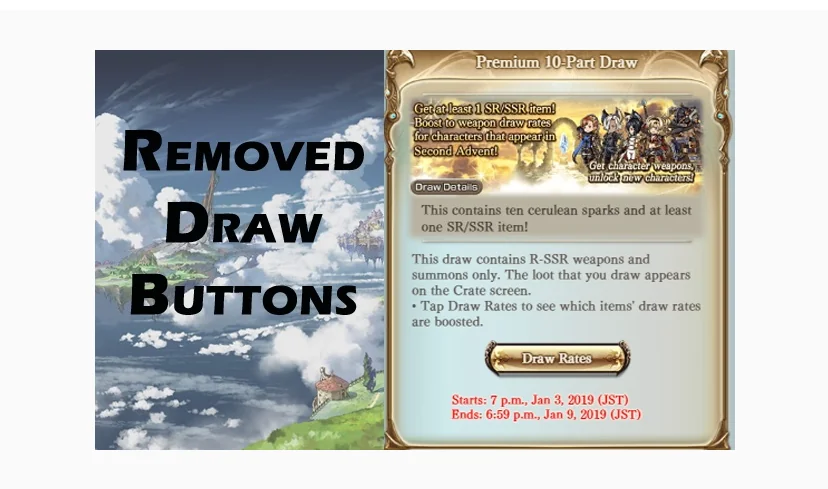 REMOVED
DRAW
BUTTONS
Premium 10-Part Draw
Get at least 1 SR/SSR item!
Boost to weapon draw rates
for characters that appear in
Second Advent!
Get character weapons,
unlock new characters!
Draw Details
This contains ten cerulean sparks and at least
one SR/SSR item!
This draw contains R-SSR weapons and
summons only. The loot that you draw appears
on the Crate screen.
• Tap Draw Rates to see which items' draw rates
are boosted.
Draw Rates
Starts: 7 p.m., Jan 3, 2019 (JST)
Ends: 6:59 p.m., Jan 9, 2019 (JST)